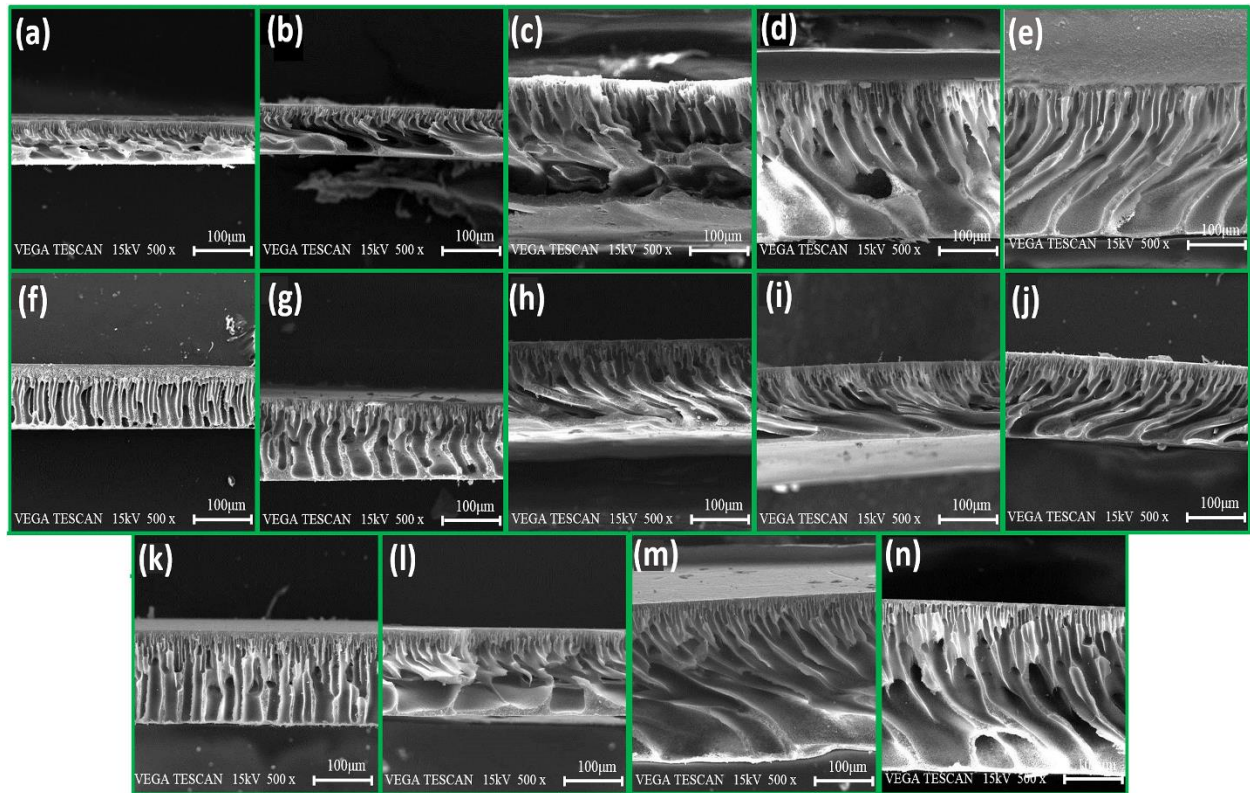 (a) (b) (c) (d) (e)
VEGA TESCAN 15kV 500 x 100µm VEGA TESCAN 15kV 500 x 100µm VEGA TESCAN 15kV 500 x 100µm VEGA TESCAN 15kV 500 x 100µm VEGA TESCAN 15kV 500 x 100µm
(f) (g) (h) (i) (j)
VEGA TESCAN 15kV 500 x 100µm VEGA TESCAN 15kV 500 x 100µm VEGA TESCAN 15kV 500 x 100µm VEGA TESCAN 15kV 500 x 100µm VEGA TESCAN 15kV 500 x 100µm
(k) (l) (m) (n)
VEGA TESCAN 15kV 500 x 100µm VEGA TESCAN 15kV 500 x 100µm VEGA TESCAN 15kV 500 x 100µm VEGA TESCAN 15kV 500 x